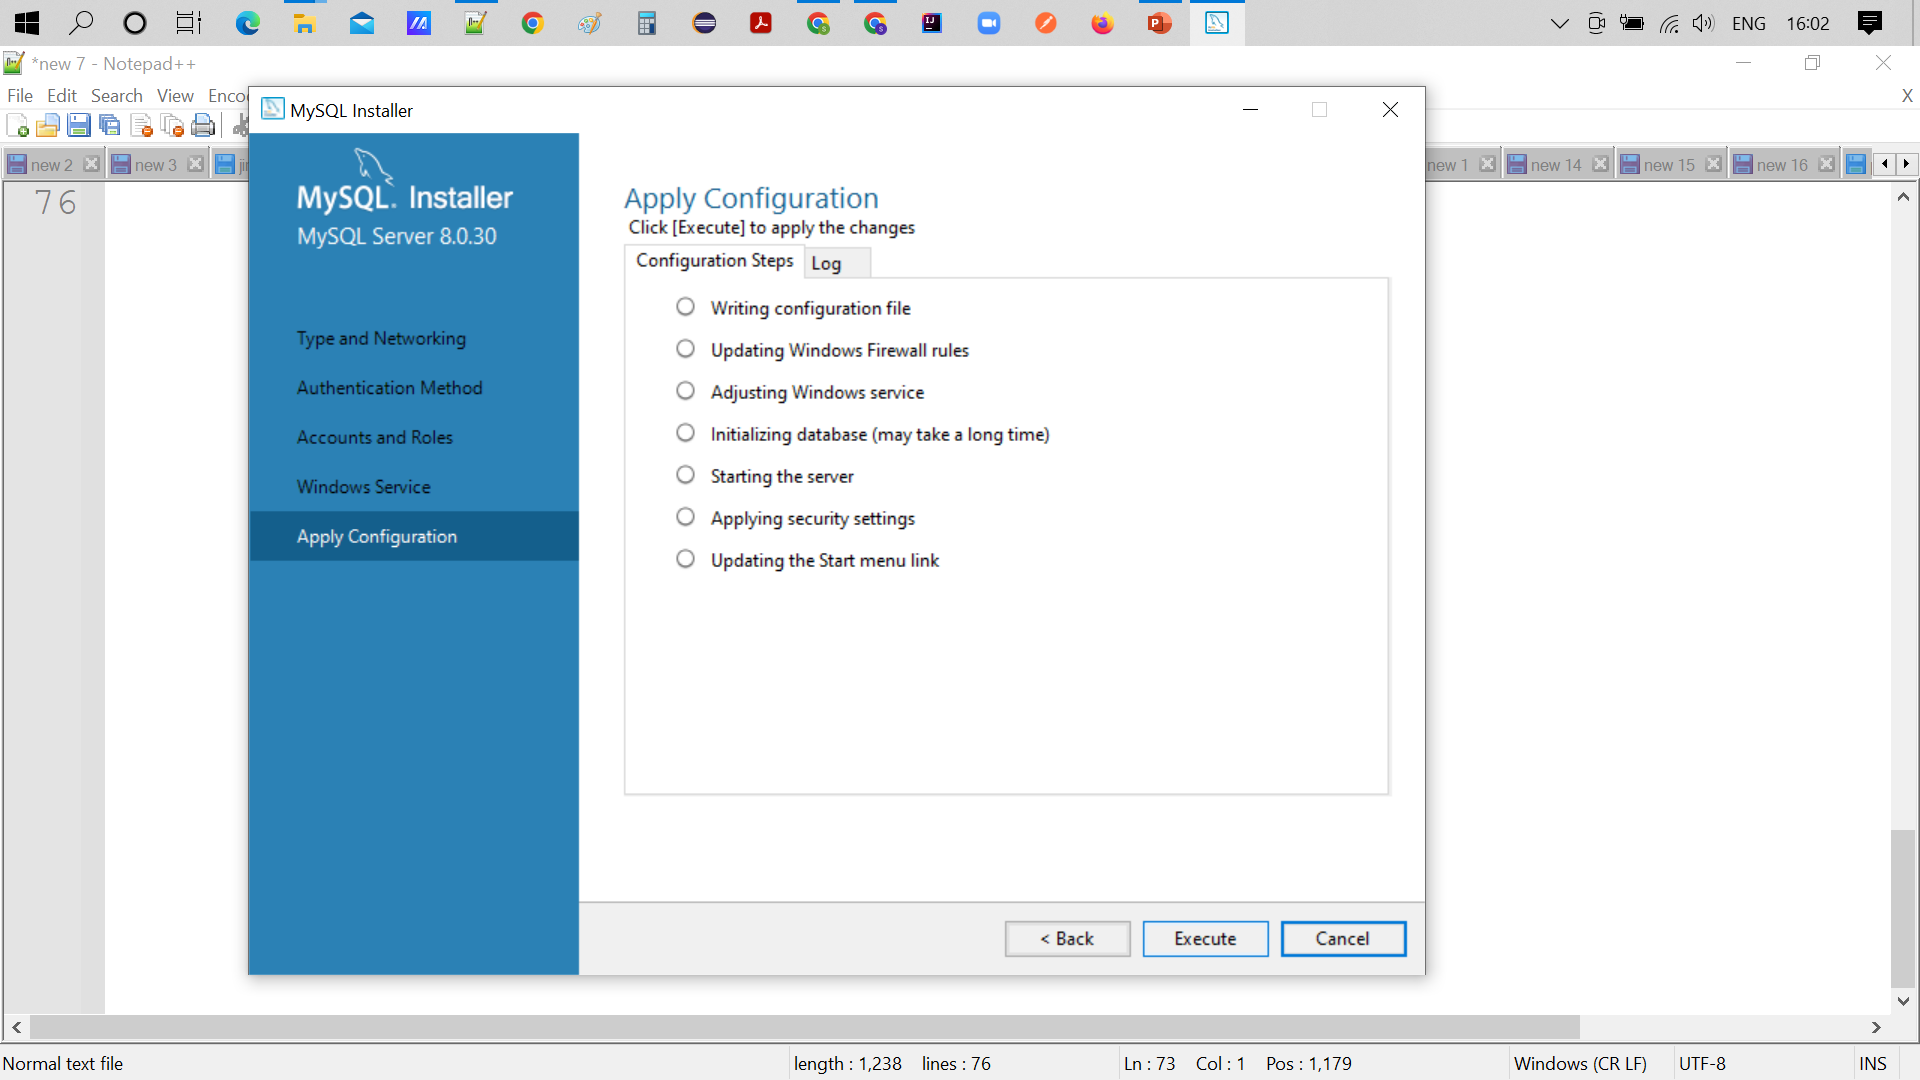 ENG 16:02
*new 7 - Notepad++
File Edit Search View Enco
X
MySQL Installer
new 2 new 3 new 1 new 14 new 15 new 16
76
MySQL. Installer
MySQL Server 8.0.30
Type and Networking
Authentication Method
Accounts and Roles
Windows Service
Apply Configuration
Apply Configuration
Click [Execute] to apply the changes
Configuration Steps Log
Writing configuration file
Updating Windows Firewall rules
Adjusting Windows service
Initializing database (may take a long time)
Starting the server
Applying security settings
Updating the Start menu link
< Back Execute Cancel
Normal text file length : 1,238 lines : 76 Ln : 73 Col : 1 Pos : 1,179 Windows (CR LF) UTF-8 INS